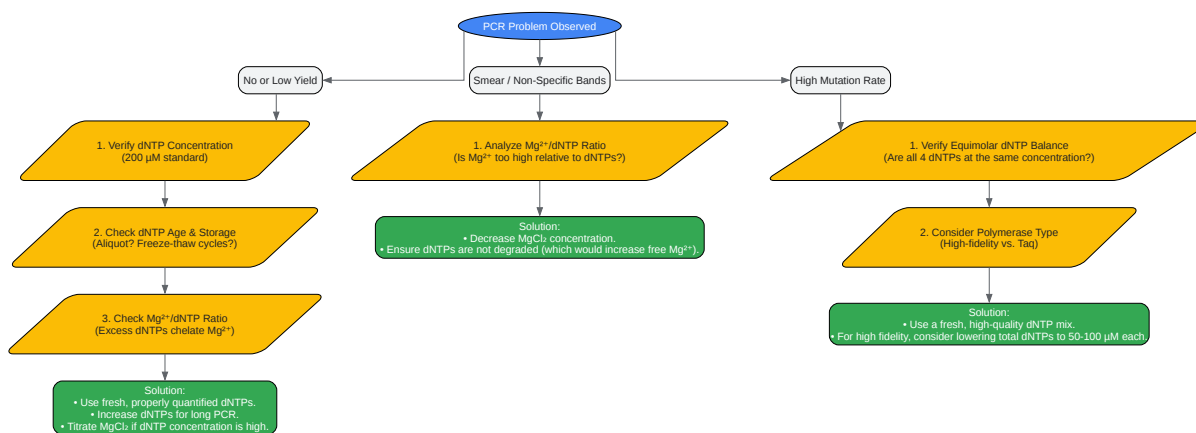 PCR Problem Observed
No or Low Yield
Smear / Non-Specific Bands
High Mutation Rate
1. Verify dNTP Concentration
(200 µM standard)
2. Check dNTP Age & Storage
(Aliquot? Freeze-thaw cycles?)
3. Check Mg²⁺/dNTP Ratio
(Excess dNTPs chelate Mg²⁺)
Solution:
• Use fresh, properly quantified dNTPs.
• Increase dNTPs for long PCR.
• Titrate MgCl₂ if dNTP concentration is high.
1. Analyze Mg²⁺/dNTP Ratio
(Is Mg²⁺ too high relative to dNTPs?)
Solution:
• Decrease MgCl₂ concentration.
• Ensure dNTPs are not degraded (which would increase free Mg²⁺).
1. Verify Equimolar dNTP Balance
(Are all 4 dNTPs at the same concentration?)
2. Consider Polymerase Type
(High-fidelity vs. Taq)
Solution:
• Use a fresh, high-quality dNTP mix.
• For high fidelity, consider lowering total dNTPs to 50-100 µM each.